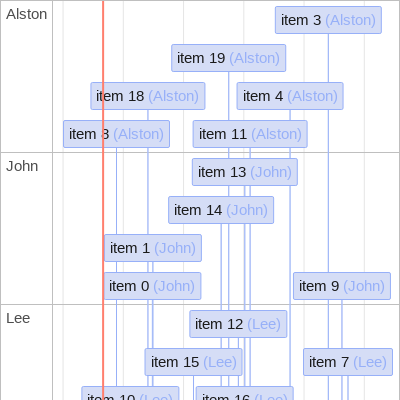 Alston
item 3 (Alston)
item 19 (Alston)
item 18 (Alston)
item 4 (Alston)
item 8 (Alston)
item 11 (Alston)
John
item 13 (John)
item 14 (John)
item 1 (John)
item 0 (John)
item 9 (John)
Lee
item 12 (Lee)
item 15 (Lee)
item 7 (Lee)
item 10 (Lee)
item 16 (Lee)